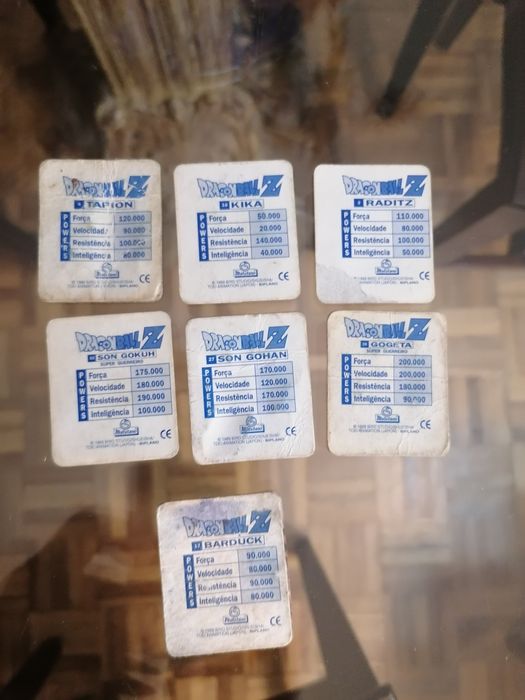 DRAGON BALL Z
TAPION
POWERS
Força 120.000
Velocidade 90.000
Resistência 100.000
Inteligência 80.000
CE
DRAGON BALL Z
KIKA
POWERS
Força 50.000
Velocidade 20.000
Resistência 140.000
Inteligência 40.000
CE
DRAGON BALL Z
RADITZ
POWERS
Força 110.000
Velocidade 80.000
Resistência 100.000
Inteligência 50.000
CE
DRAGON BALL Z
SON GOKUH
SUPER GUERREIRO
POWERS
Força 175.000
Velocidade 180.000
Resistência 190.000
Inteligência 100.000
CE
DRAGON BALL Z
27 SON GOHAN
POWERS
Força 170.000
Velocidade 120.000
Resistência 170.000
Inteligência 100.000
CE
DRAGON BALL Z
GOGETA
SUPER GUERREIRO
POWERS
Força 200.000
Velocidade 200.000
Resistência 180.000
Inteligência
CE
DRAGON BALL Z
17 BARDUCK
POWERS
Força 90.000
Velocidade 80.000
Resistência 90.000
Inteligência 80.000
CE